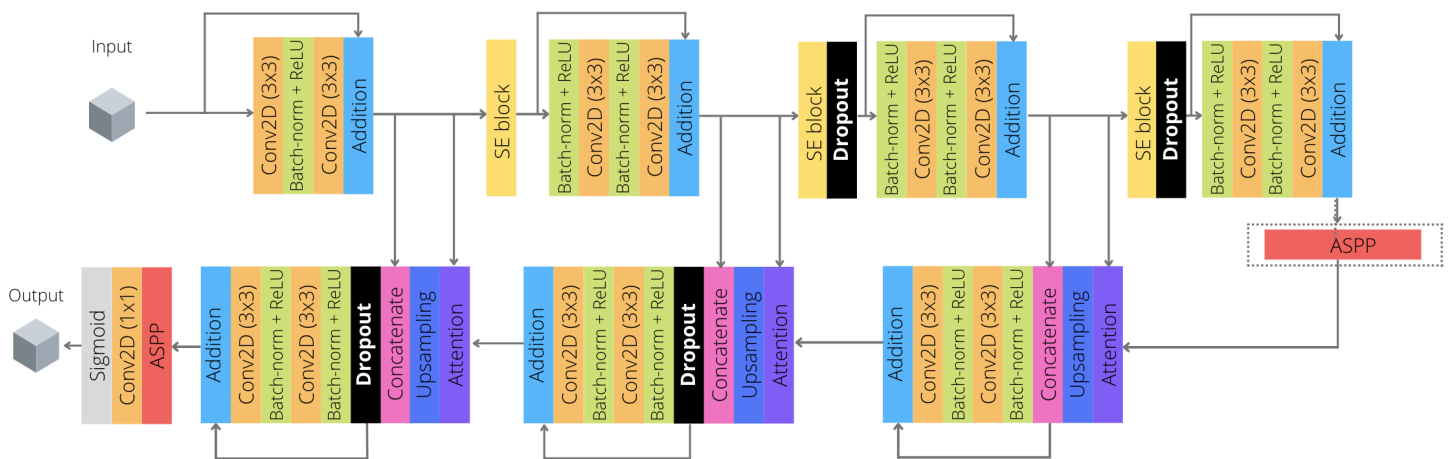 Input
Conv2D (3x3)
Batch-norm + ReLU
Conv2D (3x3)
Addition
SE block
Batch-norm + ReLU
Conv2D (3x3)
Batch-norm + ReLU
Conv2D (3x3)
Addition
SE block
Dropout
Batch-norm + ReLU
Conv2D (3x3)
Batch-norm + ReLU
Conv2D (3x3)
Addition
SE block
Dropout
Batch-norm + ReLU
Conv2D (3x3)
Batch-norm + ReLU
Conv2D (3x3)
Addition
ASPP
Output
Sigmoid
Conv2D (1x1)
ASPP
Addition
Conv2D (3x3)
Batch-norm + ReLU
Conv2D (3x3)
Batch-norm + ReLU
Dropout
Concatenate
Upsampling
Attention
Addition
Conv2D (3x3)
Batch-norm + ReLU
Conv2D (3x3)
Batch-norm + ReLU
Dropout
Concatenate
Upsampling
Attention
Addition
Conv2D (3x3)
Batch-norm + ReLU
Conv2D (3x3)
Batch-norm + ReLU
Concatenate
Upsampling
Attention